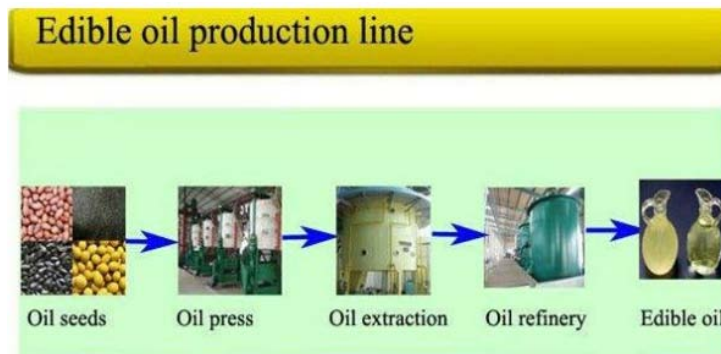 Edible oil production line
Oil seeds
Oil press
Oil extraction
Oil refinery
Edible oil